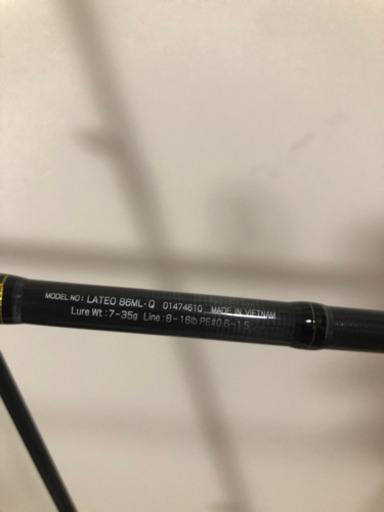 MODEL NO: LATEO 86ML·Q 01474610 MADE IN VIETNAM
Lure Wt: 7-35g Line: 8-16lb PE#0.6-1.5